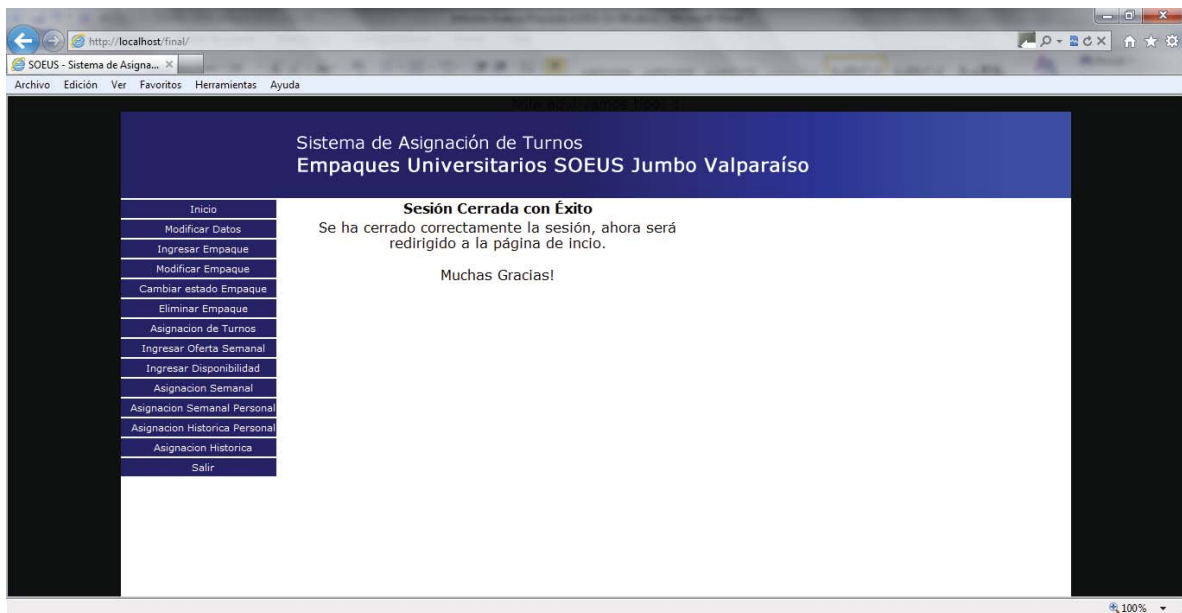 http://localhost/final/
SOEUS - Sistema de Asigna...
Archivo Edición Ver Favoritos Herramientas Ayuda
Sistema de Asignación de Turnos
Empaques Universitarios SOEUS Jumbo Valparaíso
Inicio
Modificar Datos
Ingresar Empaque
Modificar Empaque
Cambiar estado Empaque
Eliminar Empaque
Asignacion de Turnos
Ingresar Oferta Semanal
Ingresar Disponibilidad
Asignacion Semanal
Asignacion Semanal Personal
Asignacion Historica Personal
Asignacion Historica
Salir
Sesión Cerrada con Éxito
Se ha cerrado correctamente la sesión, ahora será
redirigido a la página de incio.
Muchas Gracias!
100%